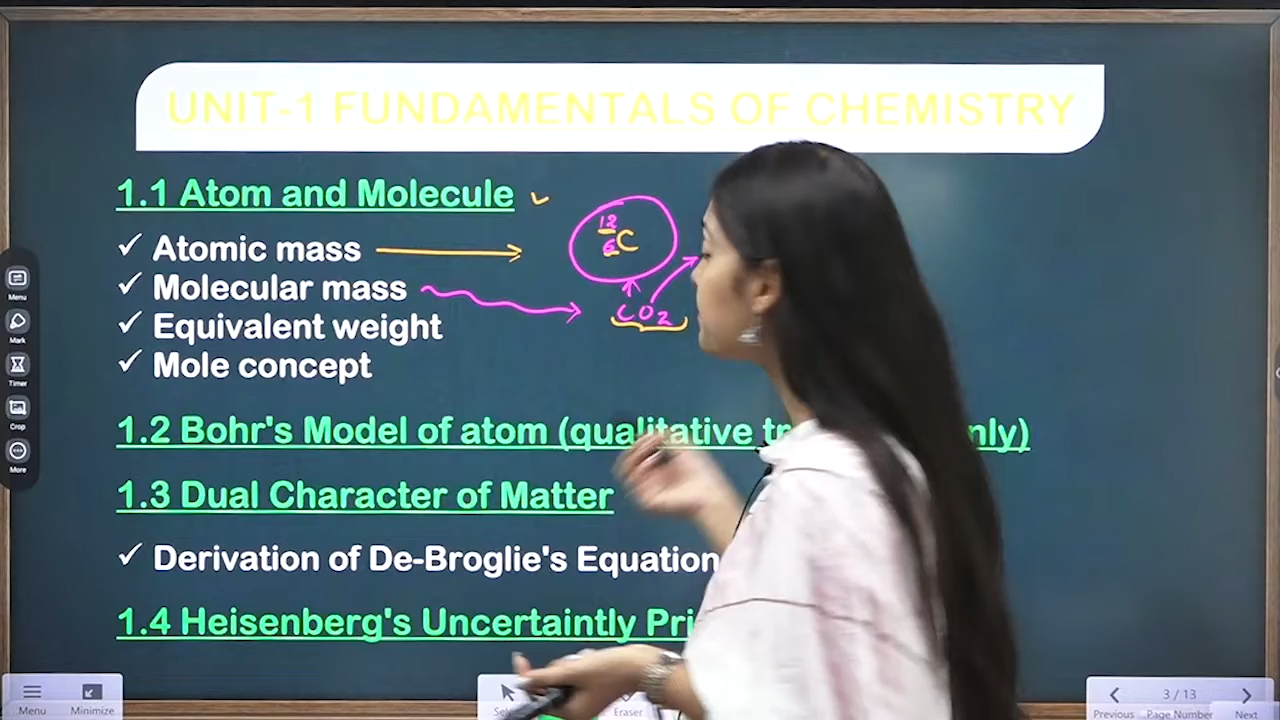 UNIT-1 FUNDAMENTALS OF CHEMISTRY
1.1 Atom and Molecule
✓ Atomic mass
12
6 C
✓ Molecular mass
CO2
✓ Equivalent weight
✓ Mole concept
1.2 Bohr's Model of atom (qualitative
1.3 Dual Character of Matter
✓ Derivation of De-Broglie's Equation
1.4 Heisenberg's Uncertaintly
Menu
Mark
Timer
Crop
More
Menu Minimize
Eraser
3 / 13
Previous Page Number Next